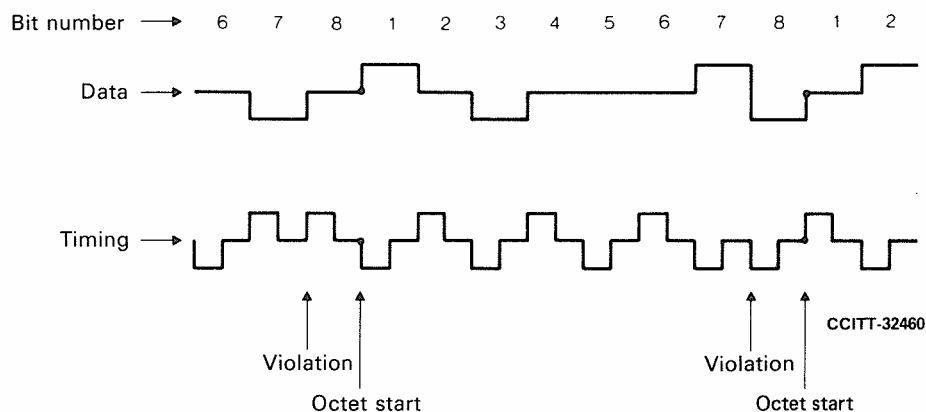 Bit number 6 7 8 1 2 3 4 5 6 7 8 1 2
Data
Timing
CCITT-32460
Violation Violation
Octet start Octet start